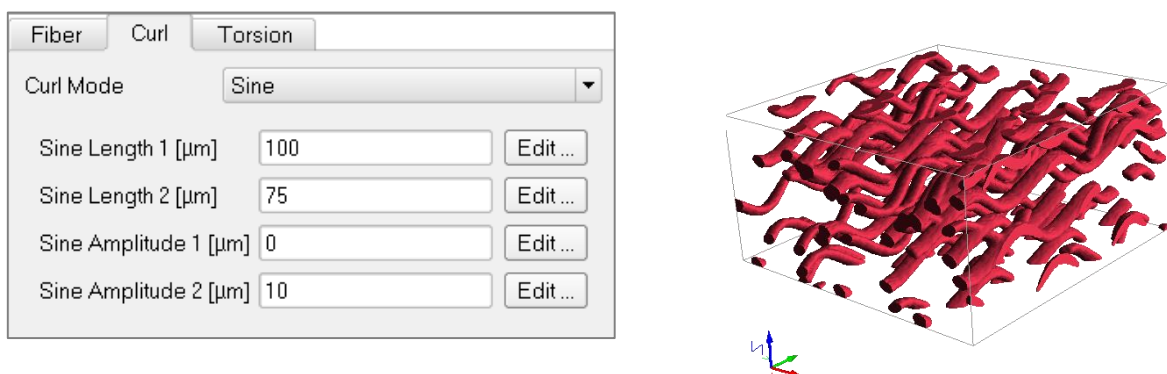 Fiber Curl Torsion
Curl Mode Sine
Sine Length 1 [µm] 100 Edit ...
Sine Length 2 [µm] 75 Edit ...
Sine Amplitude 1 [µm] 0 Edit ...
Sine Amplitude 2 [µm] 10 Edit ...